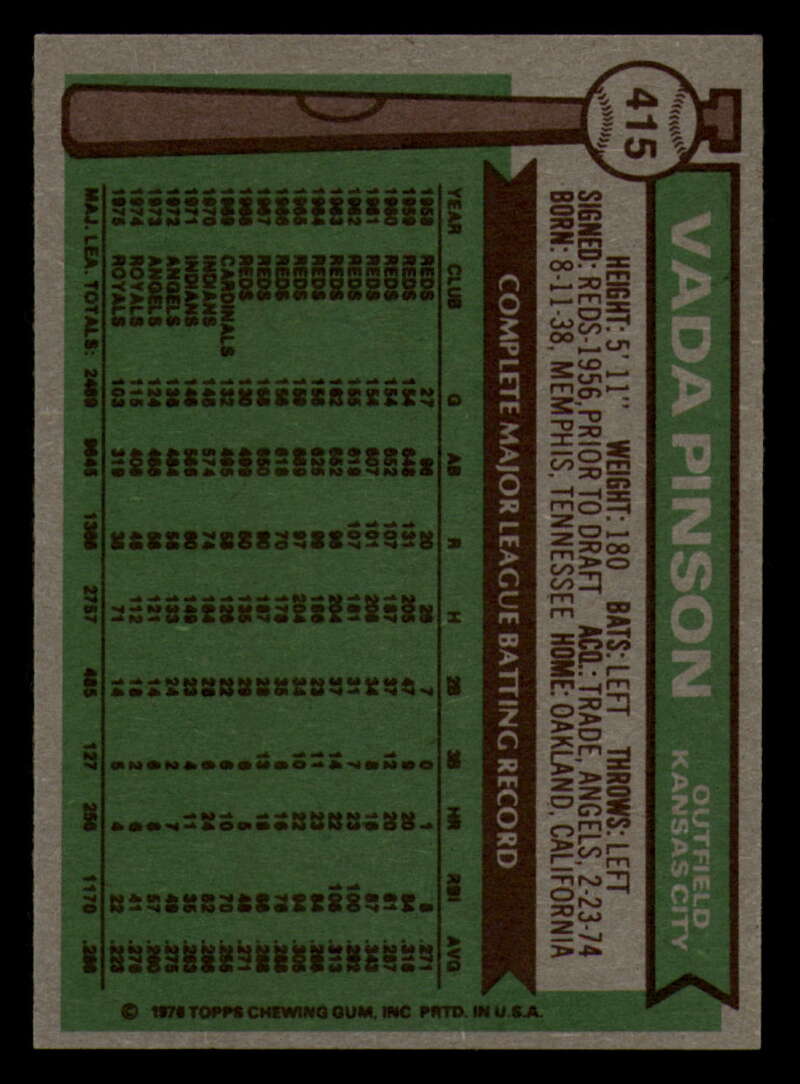 415
VADA PINSON
OUTFIELD,
KANSAS CITY
HEIGHT: 5' 11" WEIGHT: 180 BATS: LEFT THROWS: LEFT
SIGNED: REDS-1956, PRIOR TO DRAFT ACQ.: TRADE, ANGELS, 2-23-74
BORN: 8-11-38, MEMPHIS, TENNESSEE HOME: OAKLAND, CALIFORNIA
COMPLETE MAJOR LEAGUE BATTING RECORD
YEAR CLUB G AB R H 2B 3B HR RBI AVG
1958 REDS 27 96 20 26 7 0 1 8 .271
1959 REDS 154 648 131 205 47 9 20 84 .316
1960 REDS 154 652 107 187 37 12 20 61 .287
1961 REDS 154 607 101 208 34 8 16 87 .343
1962 REDS 155 619 107 181 31 7 23 100 .292
1963 REDS 162 652 96 204 37 14 22 106 .313
1964 REDS 156 625 99 166 23 11 23 84 .266
1965 REDS 159 669 97 204 34 10 22 94 .305
1966 REDS 156 618 70 178 35 6 16 76 .288
1967 REDS 158 650 90 187 28 13 18 66 .288
1968 REDS 130 499 60 135 29 6 5 48 .271
1969 CARDINALS 132 495 58 126 22 6 10 70 .255
1970 INDIANS 148 574 74 164 28 6 24 82 .286
1971 INDIANS 146 566 60 149 23 4 11 35 .263
1972 ANGELS 136 484 56 133 24 2 7 49 .275
1973 ANGELS 124 466 56 121 14 6 8 57 .260
1974 ROYALS 115 406 46 112 18 2 6 41 .276
1975 ROYALS 103 319 38 71 14 5 4 22 .223
MAJ. LEA. TOTALS: 2469 9645 1366 2757 485 127 256 1170 .286
© 1976 TOPPS CHEWING GUM, INC PRTD. IN U.S.A.